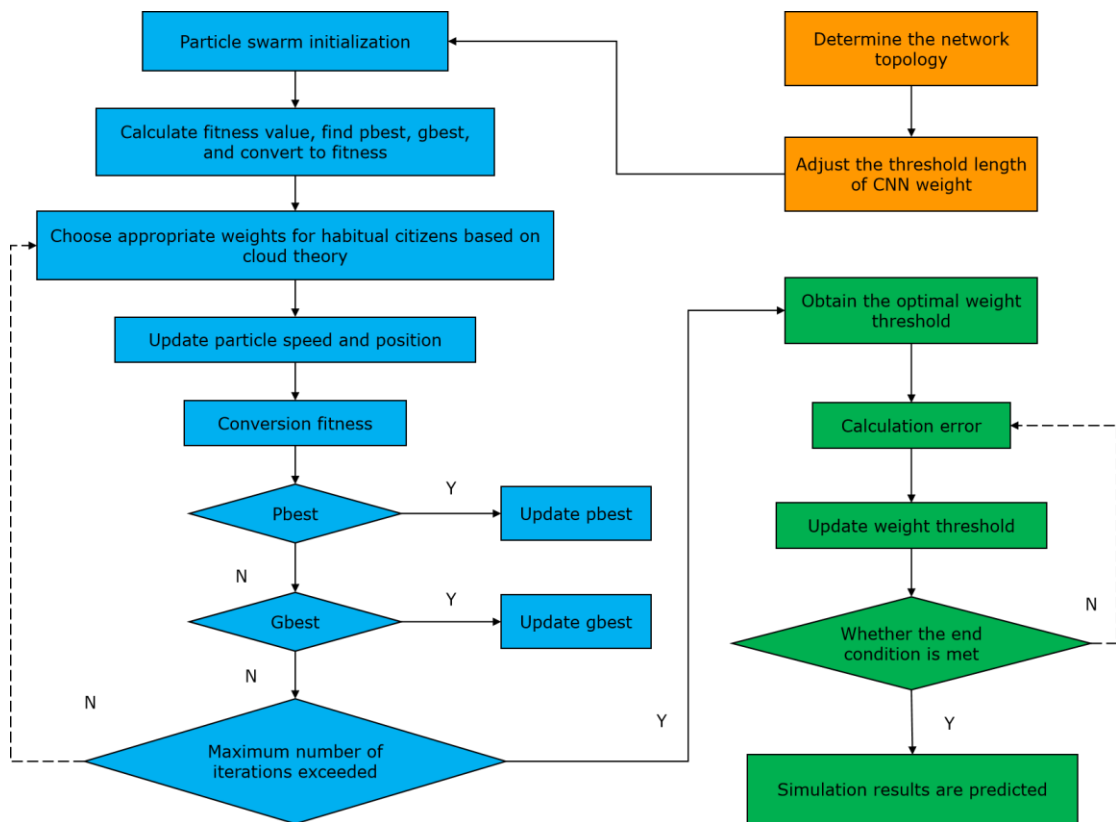 Particle swarm initialization
Calculate fitness value, find pbest, gbest,
and convert to fitness
Choose appropriate weights for habitual citizens based on
cloud theory
Update particle speed and position
Conversion fitness
Pbest
Y
Update pbest
N
Gbest
Y
Update gbest
N
N
Maximum number of
iterations exceeded
Y
Determine the network
topology
Adjust the threshold length
of CNN weight
Obtain the optimal weight
threshold
Calculation error
Update weight threshold
Whether the end
condition is met
N
Y
Simulation results are predicted